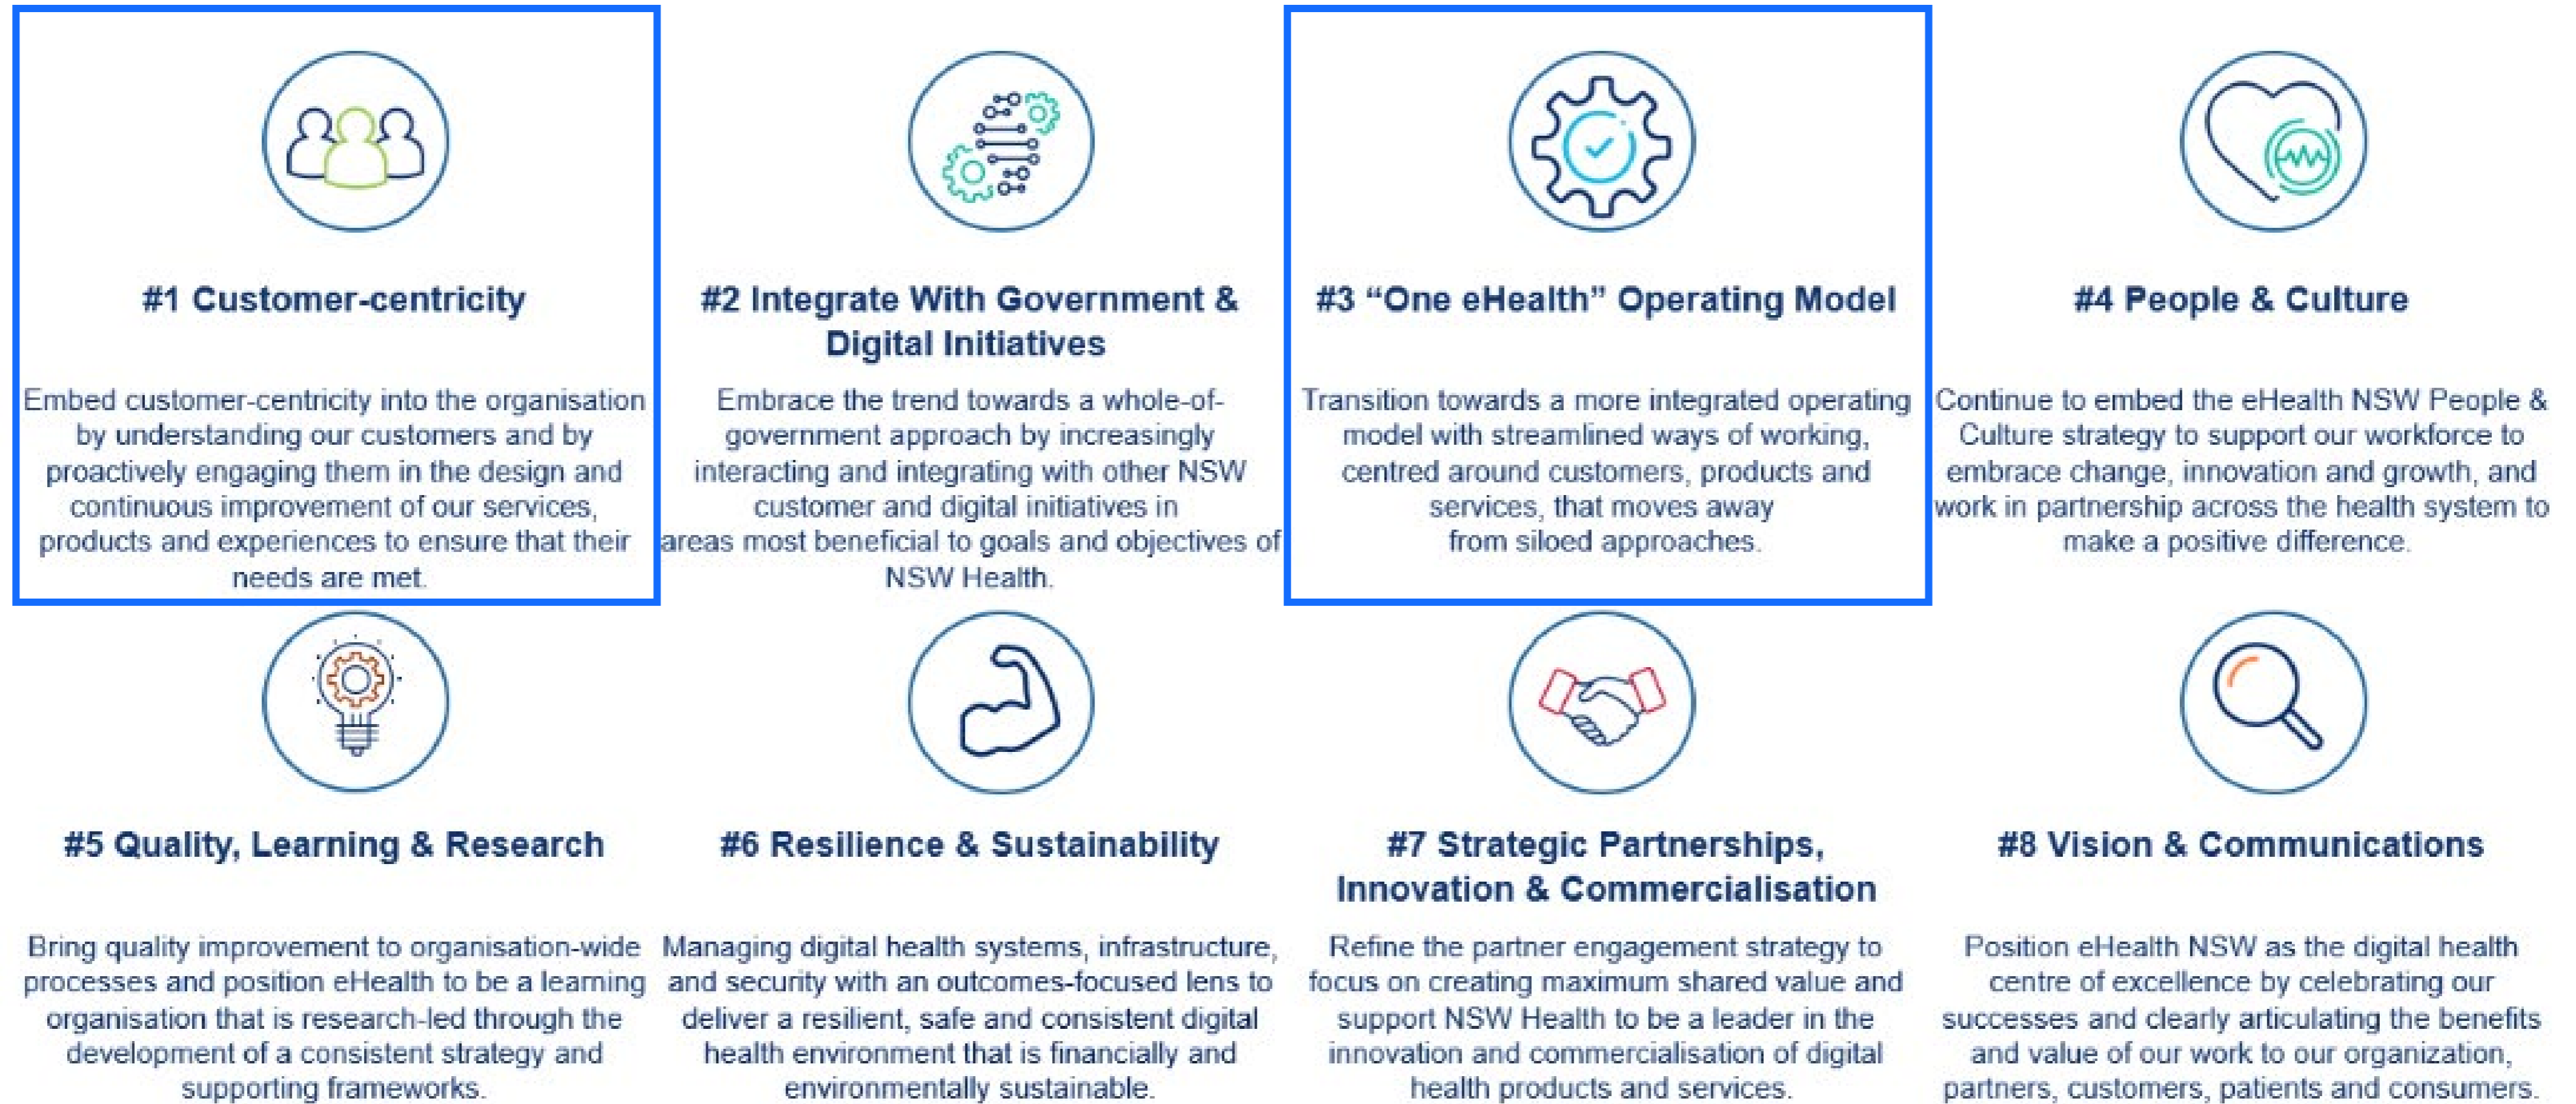 #1 Customer-centricity
Embed customer-centricity into the organisation
by understanding our customers and by
proactively engaging them in the design and
continuous improvement of our services,
products and experiences to ensure that their
needs are met.
#2 Integrate With Government &
Digital Initiatives
Embrace the trend towards a whole-of-
government approach by increasingly
interacting and integrating with other NSW
customer and digital initiatives in
areas most beneficial to goals and objectives of
NSW Health.
#3 “One eHealth” Operating Model
Transition towards a more integrated operating
model with streamlined ways of working,
centred around customers, products and
services, that moves away
from siloed approaches.
#4 People & Culture
Continue to embed the eHealth NSW People &
Culture strategy to support our workforce to
embrace change, innovation and growth, and
work in partnership across the health system to
make a positive difference.
#5 Quality, Learning & Research
Bring quality improvement to organisation-wide
processes and position eHealth to be a learning
organisation that is research-led through the
development of a consistent strategy and
supporting frameworks.
#6 Resilience & Sustainability
Managing digital health systems, infrastructure,
and security with an outcomes-focused lens to
deliver a resilient, safe and consistent digital
health environment that is financially and
environmentally sustainable.
#7 Strategic Partnerships,
Innovation & Commercialisation
Refine the partner engagement strategy to
focus on creating maximum shared value and
support NSW Health to be a leader in the
innovation and commercialisation of digital
health products and services.
#8 Vision & Communications
Position eHealth NSW as the digital health
centre of excellence by celebrating our
successes and clearly articulating the benefits
and value of our work to our organization,
partners, customers, patients and consumers.